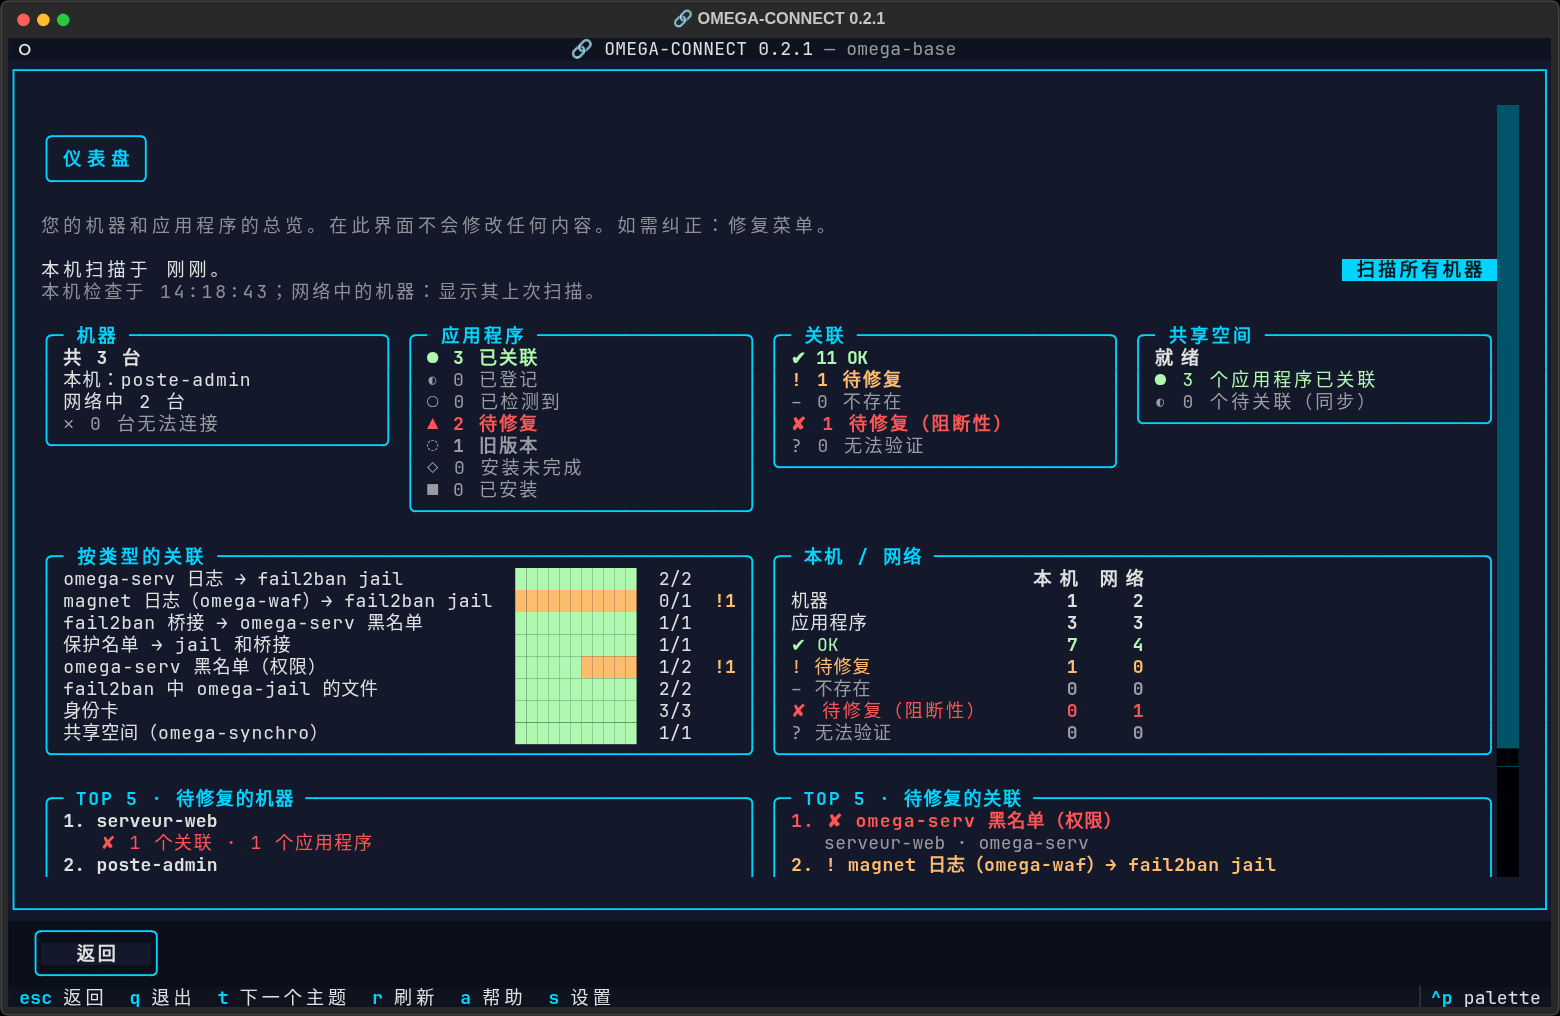 🔗 OMEGA-CONNECT 0.2.1
🔗 OMEGA-CONNECT 0.2.1 — omega-base
仪表盘
您的机器和应用程序的总览。在此界面不会修改任何内容。如需纠正：修复菜单。
本机扫描于 刚刚。
扫描所有机器
本机检查于 14:18:43；网络中的机器：显示其上次扫描。
机器
共 3 台
本机：poste-admin
网络中 2 台
× 0 台无法连接
应用程序
● 3 已关联
◐ 0 已登记
○ 0 已检测到
▲ 2 待修复
◌ 1 旧版本
◇ 0 安装未完成
■ 0 已安装
关联
✔ 11 OK
! 1 待修复
– 0 不存在
✘ 1 待修复（阻断性）
? 0 无法验证
共享空间
就绪
● 3 个应用程序已关联
◐ 0 个待关联（同步）
按类型的关联
omega-serv 日志 → fail2ban jail 2/2
magnet 日志（omega-waf）→ fail2ban jail 0/1 !1
fail2ban 桥接 → omega-serv 黑名单 1/1
保护名单 → jail 和桥接 1/1
omega-serv 黑名单（权限） 1/2 !1
fail2ban 中 omega-jail 的文件 2/2
身份卡 3/3
共享空间（omega-synchro） 1/1
本机 / 网络
本机 网络
机器 1 2
应用程序 3 3
✔ OK 7 4
! 待修复 1 0
– 不存在 0 0
✘ 待修复（阻断性） 0 1
? 无法验证 0 0
TOP 5 · 待修复的机器
1. serveur-web
✘ 1 个关联 · 1 个应用程序
2. poste-admin
TOP 5 · 待修复的关联
1. ✘ omega-serv 黑名单（权限）
serveur-web · omega-serv
2. ! magnet 日志（omega-waf）→ fail2ban jail
返回
esc 返回 q 退出 t 下一个主题 r 刷新 a 帮助 s 设置 ^p palette